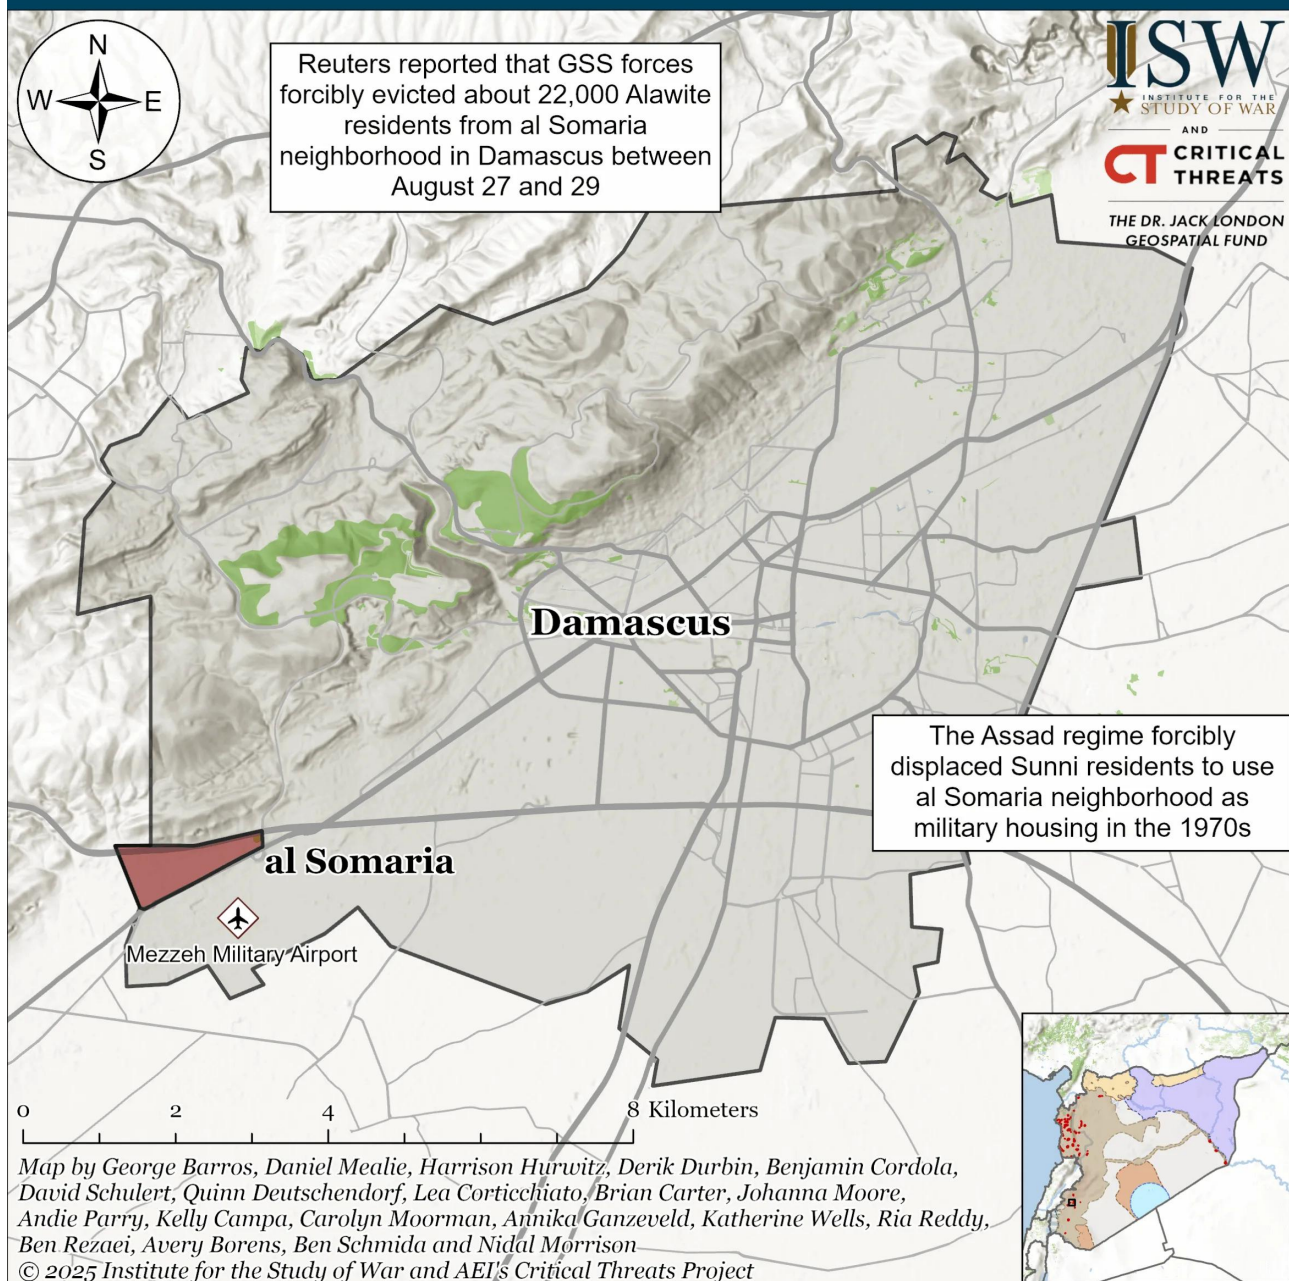 N
W E
S
Reuters reported that GSS forces
forcibly evicted about 22,000 Alawite
residents from al Somaria
neighborhood in Damascus between
August 27 and 29
ISW
INSTITUTE FOR THE
STUDY OF WAR
AND
CT CRITICAL
THREATS
THE DR. JACK LONDON
GEOSPATIAL FUND
Damascus
The Assad regime forcibly
displaced Sunni residents to use
al Somaria neighborhood as
military housing in the 1970s
al Somaria
Mezzeh Military Airport
0 2 4 8 Kilometers
Map by George Barros, Daniel Mealie, Harrison Hurwitz, Derik Durbin, Benjamin Cordola,
David Schulert, Quinn Deutschendorf, Lea Corticchiato, Brian Carter, Johanna Moore,
Andie Parry, Kelly Campa, Carolyn Moorman, Annika Ganzeveld, Katherine Wells, Ria Reddy,
Ben Rezaei, Avery Borens, Ben Schmida and Nidal Morrison
© 2025 Institute for the Study of War and AEI's Critical Threats Project